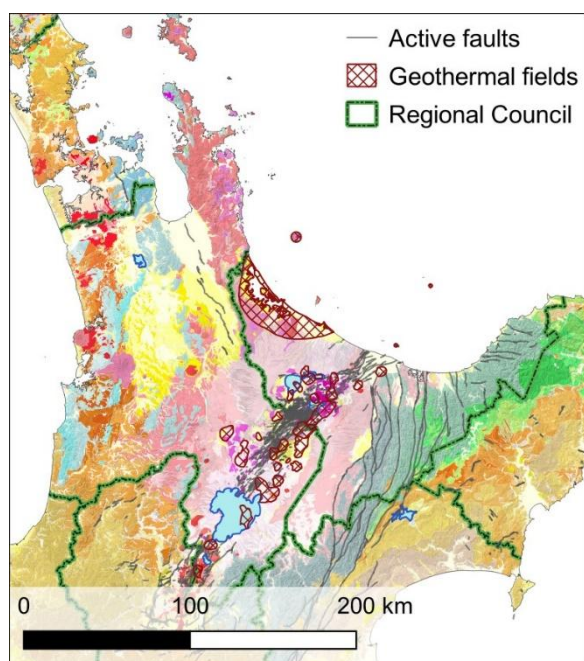 Active faults
Geothermal fields
Regional Council
0 100 200 km